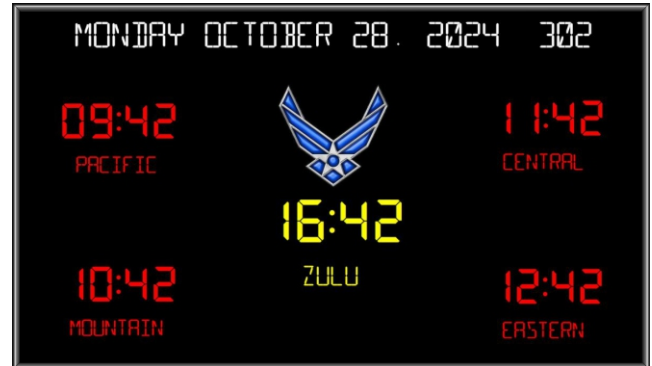 MONDAY OCTOBER 28. 2024 302
09:42
PACIFIC
11:42
CENTRAL
16:42
ZULU
10:42
MOUNTAIN
12:42
EASTERN